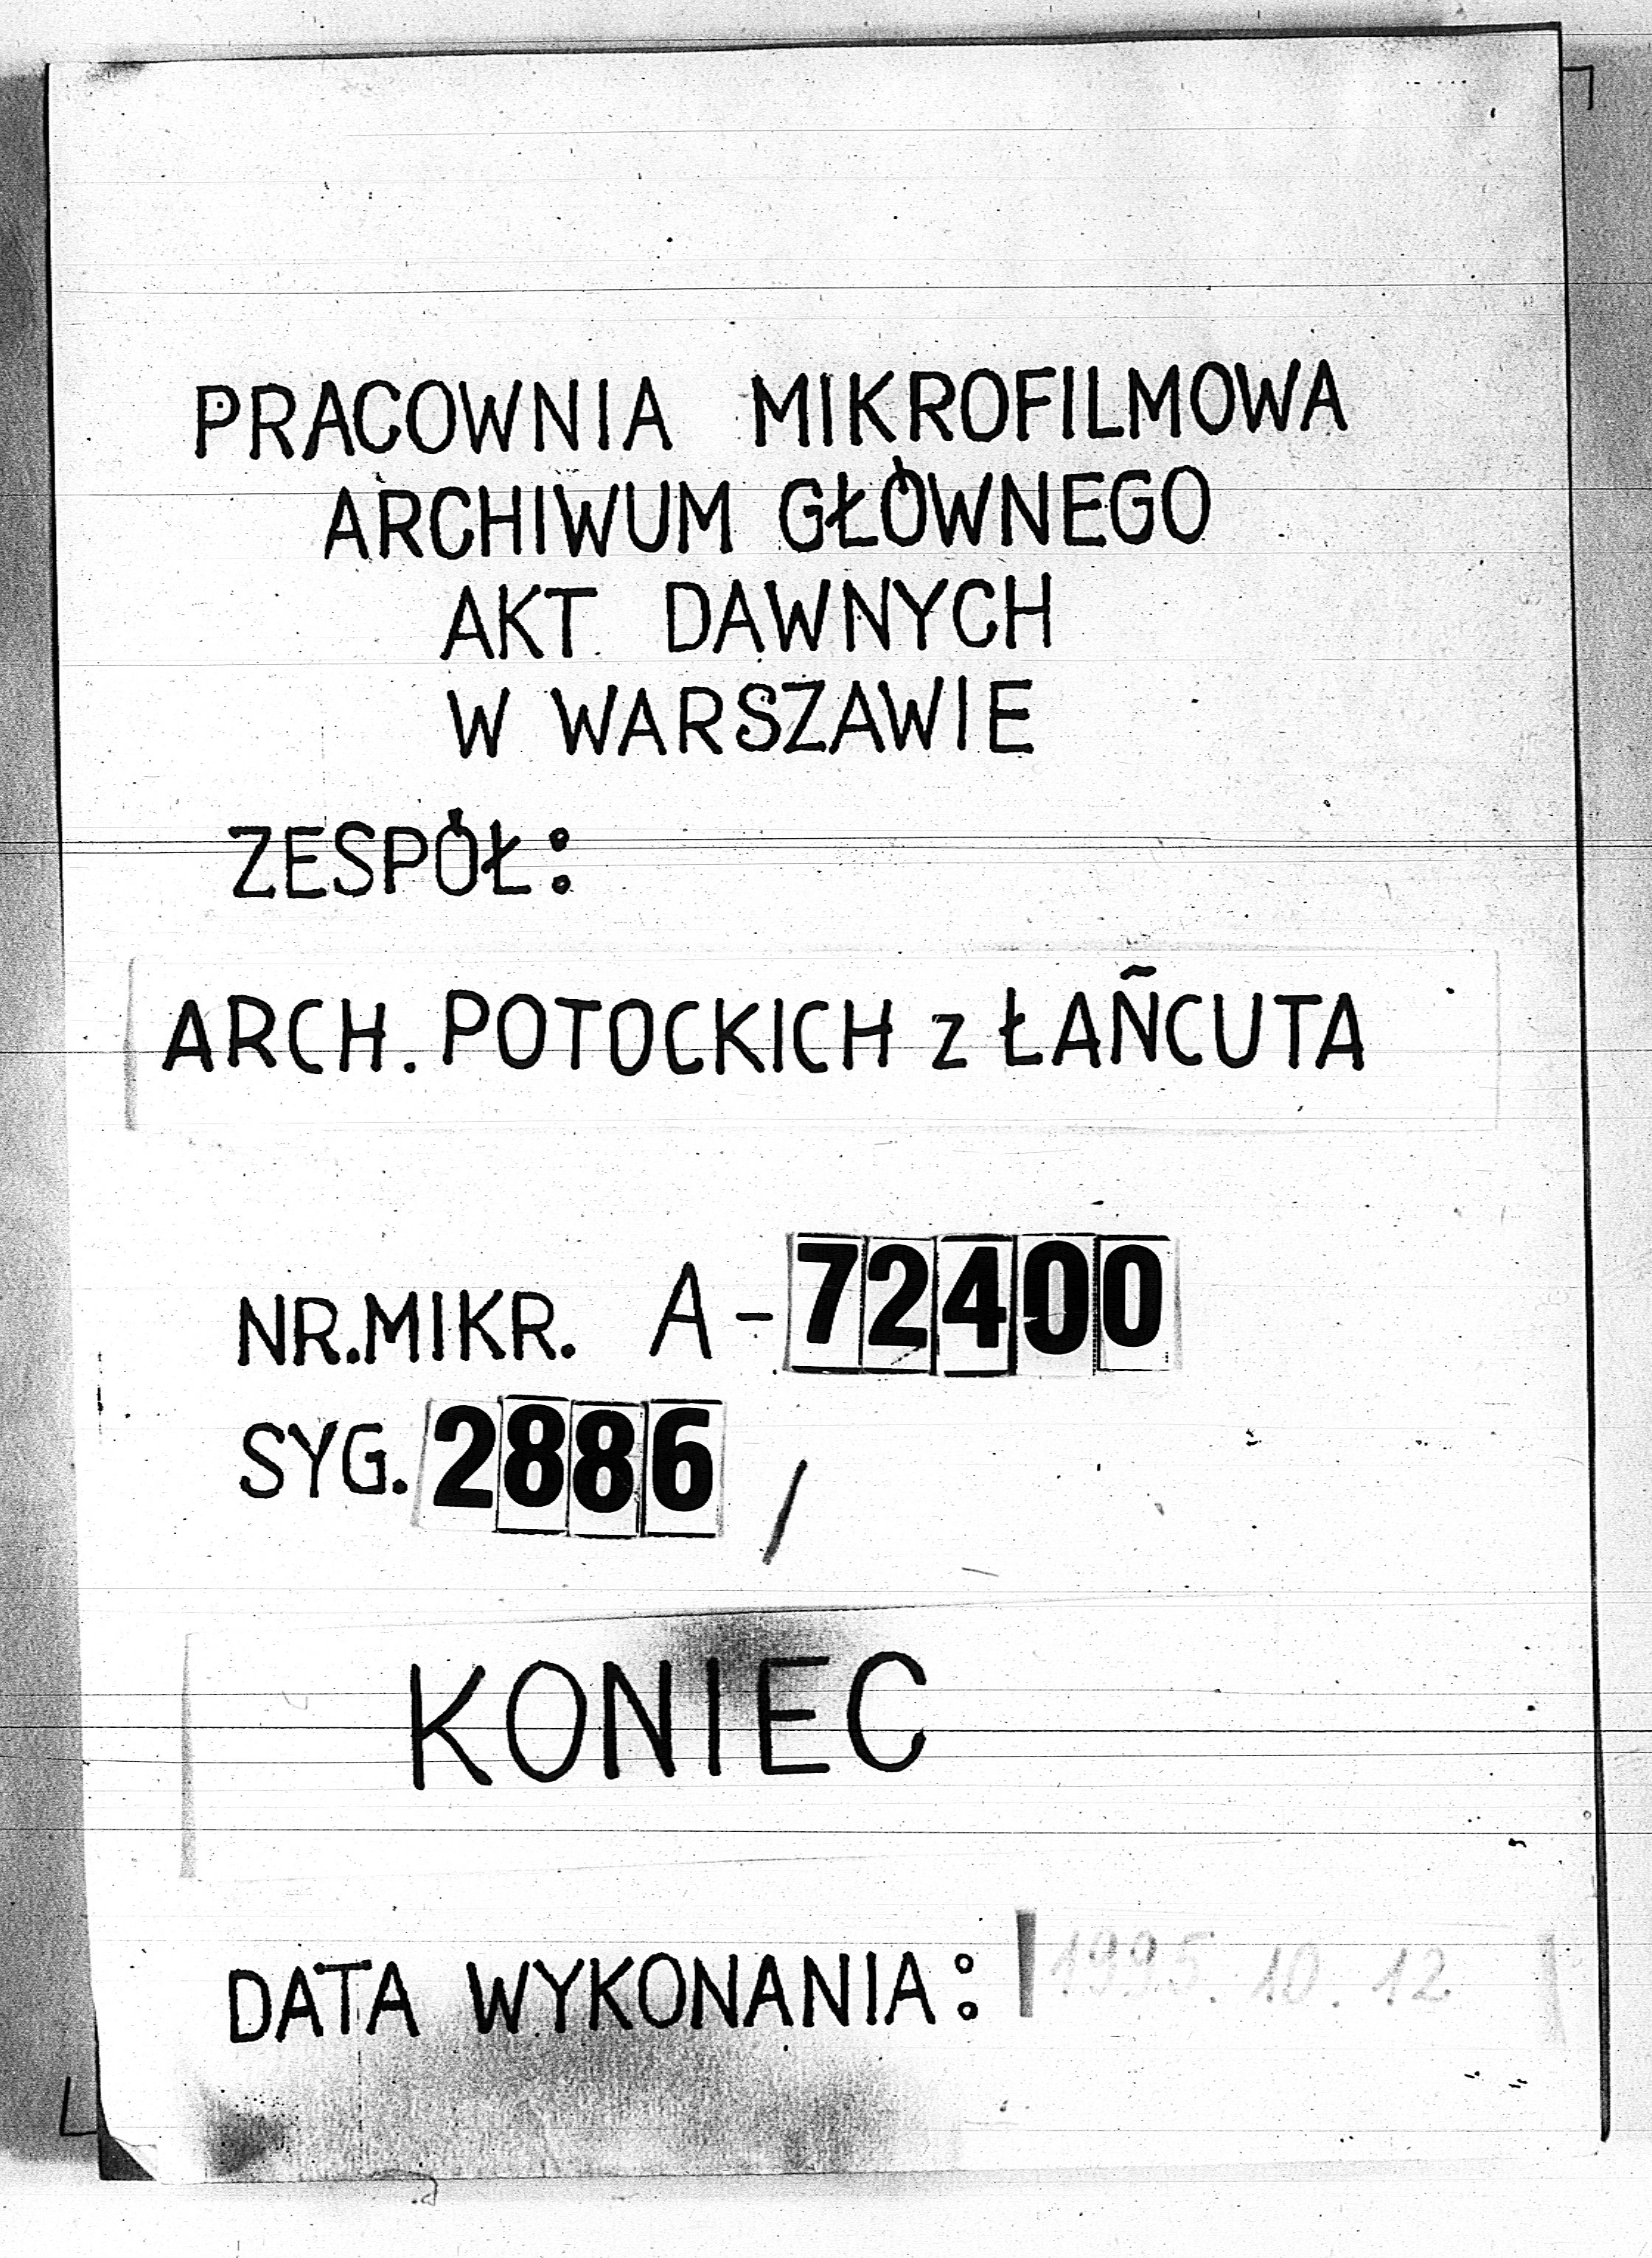 PRACOWNIA MIKROFILMOWA
ARCHIWUM GŁÓWNEGO
AKT DAWNYCH
W WARSZAWIE
ZESPÓŁ:
ARCH. POTOCKICH z ŁAŃCUTA
NR.MIKR. A-72400
SYG. 2886 /
KONIEC
DATA WYKONANIA: 1995.10.12